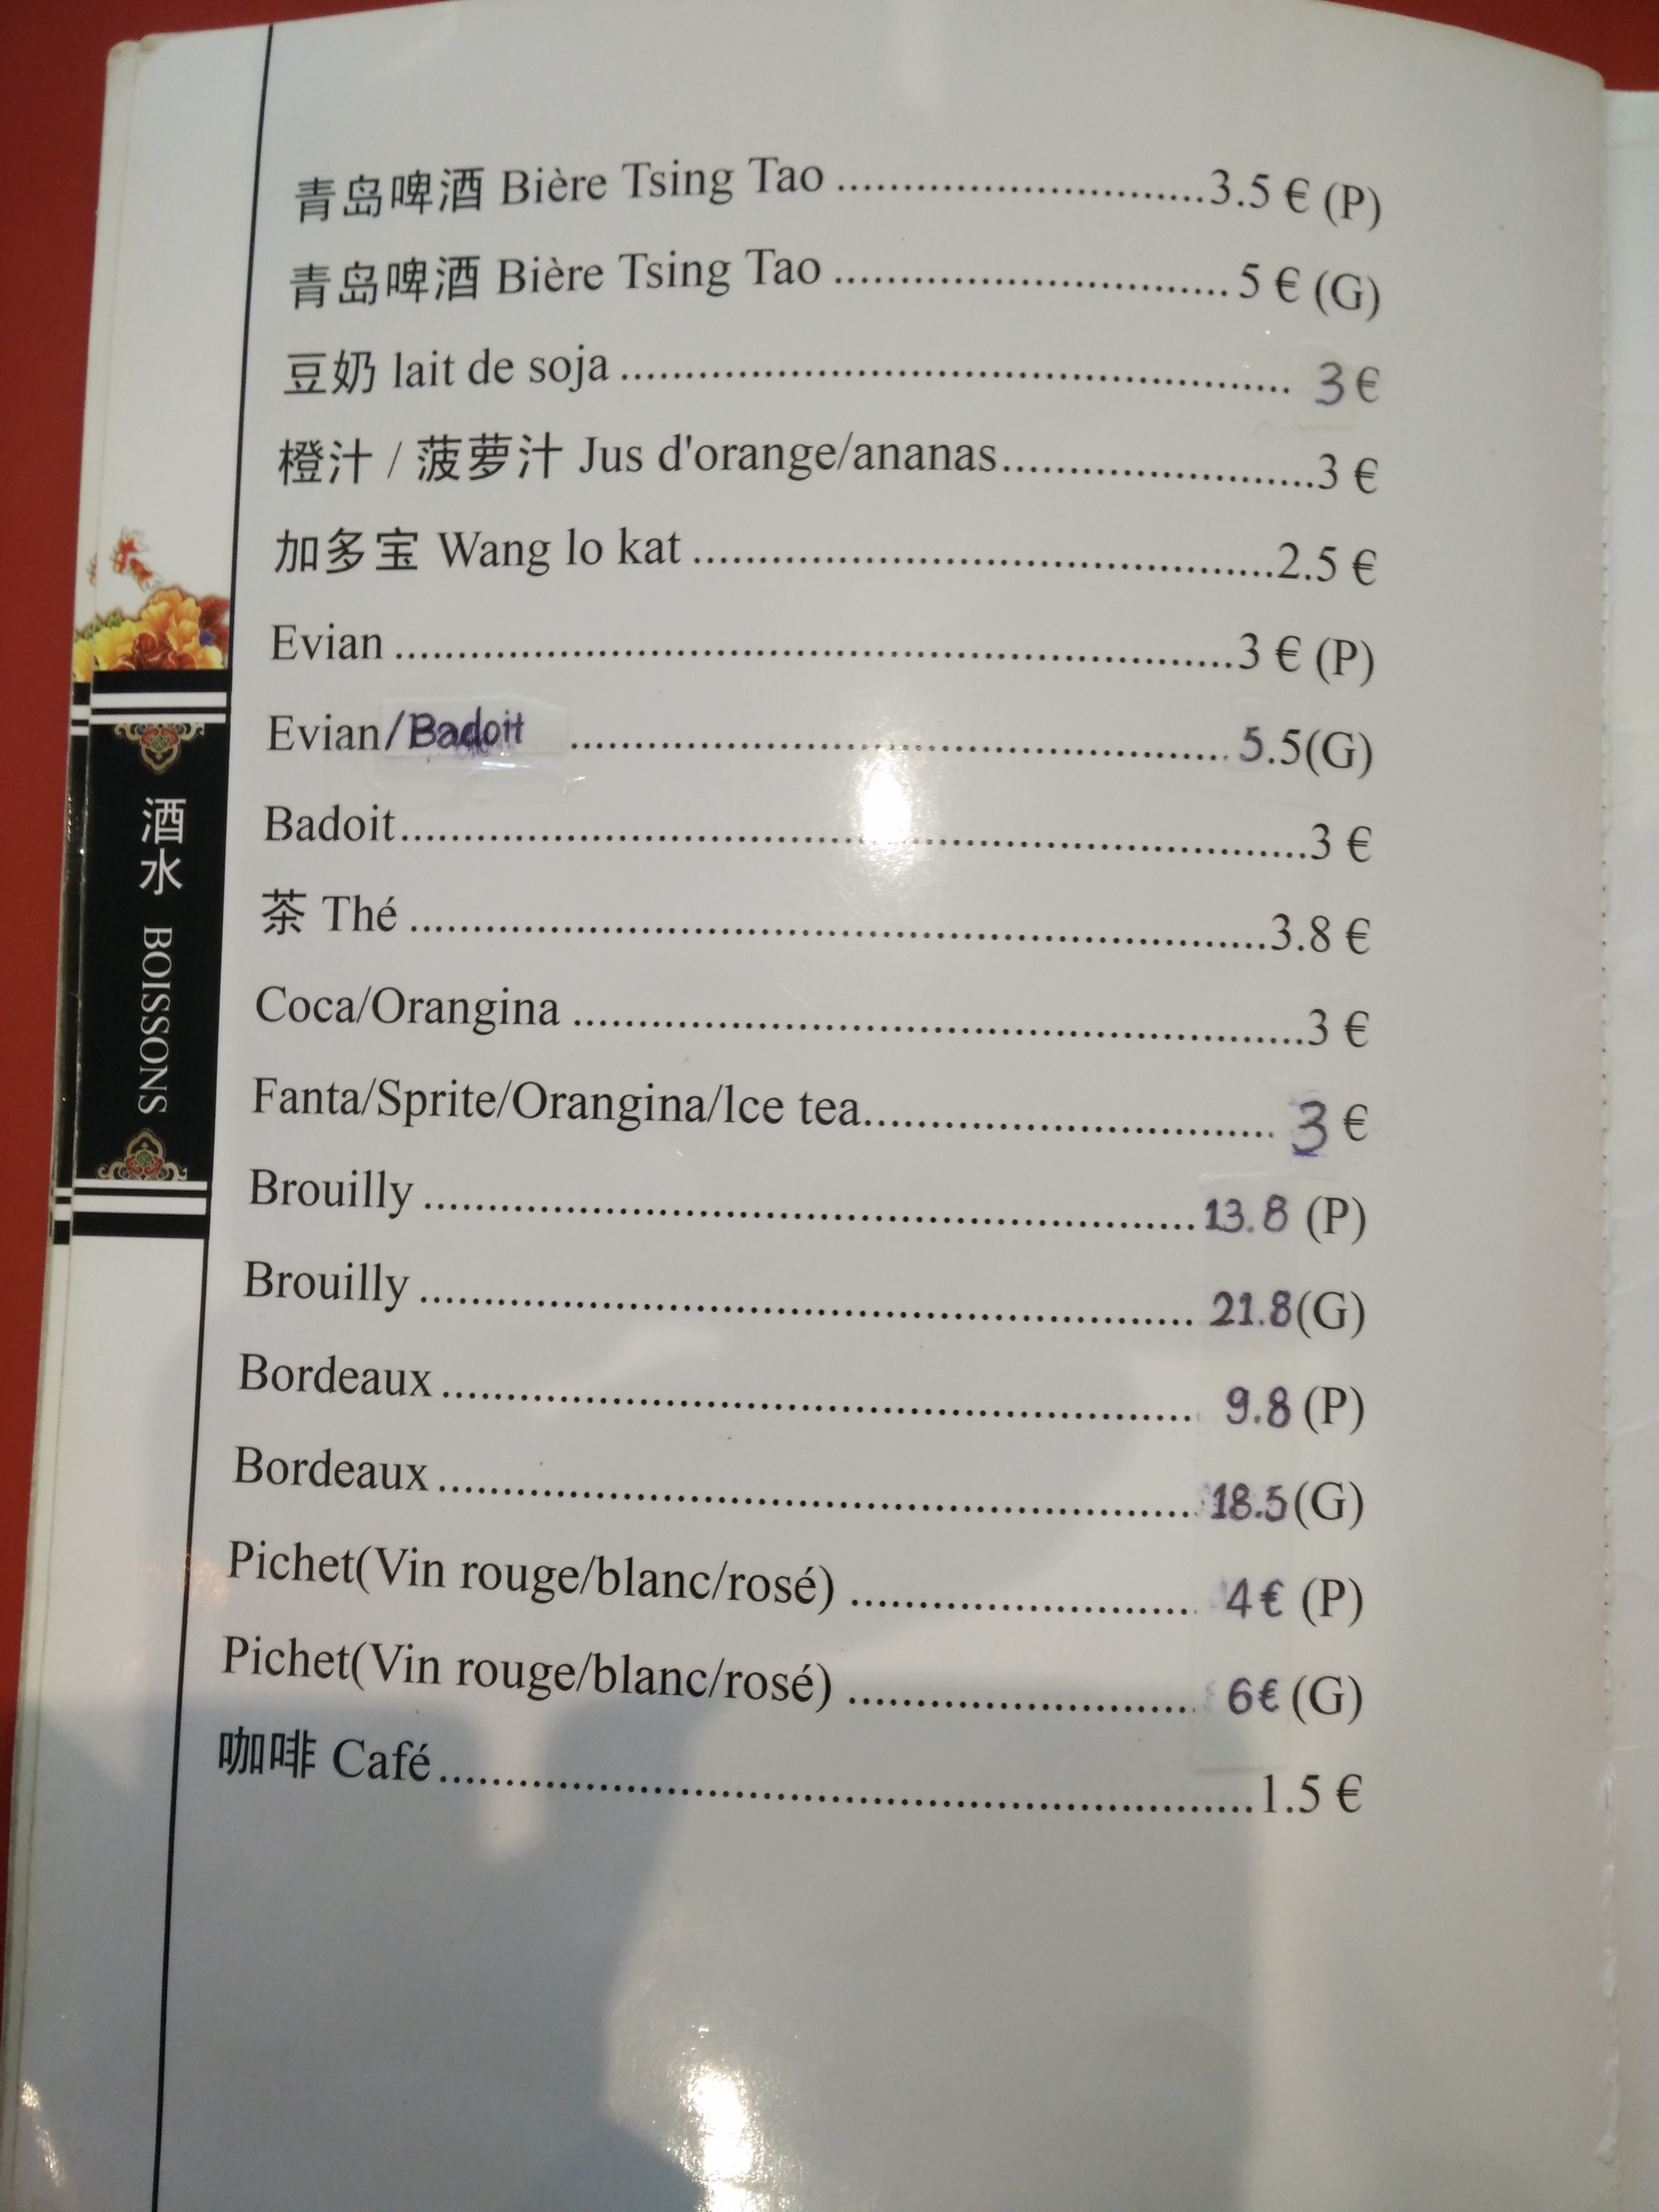 青岛啤酒 Bière Tsing Tao ............................3.5 € (P)
青岛啤酒 Bière Tsing Tao .............................. 5 € (G)
豆奶 lait de soja .................................................... 3 €
橙汁 / 菠萝汁 Jus d'orange/ananas........................3 €
加多宝 Wang lo kat .............................................2.5 €
Evian .................................................................3 € (P)
Evian/Badoit ................................................... 5.5(G)
Badoit......................................................................3 €
茶 Thé ..................................................................3.8 €
Coca/Orangina ........................................................3 €
Fanta/Sprite/Orangina/Ice tea................................ 3 €
Brouilly ............................................................13.8 (P)
Brouilly ............................................................ 21.8(G)
Bordeaux .......................................................... 9.8 (P)
Bordeaux .......................................................... 18.5(G)
Pichet(Vin rouge/blanc/rosé) ........................... 4€ (P)
Pichet(Vin rouge/blanc/rosé) ........................... 6€ (G)
咖啡 Café...............................................................1.5 €
酒水 BOISSONS